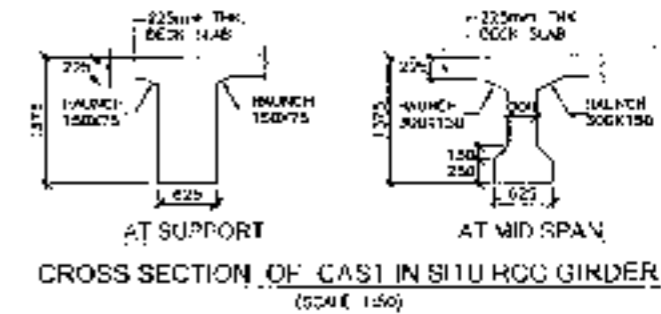 225mm THK.
DECK SLAB
225
HAUNCH
150X75
HAUNCH
150X75
625
AT SUPPORT
225mm THK.
DECK SLAB
225
HAUNCH
300X150
HAUNCH
300X150
150
250
625
AT MID SPAN
CROSS SECTION OF CAST IN SITU RCC GIRDER
(SCALE 1:50)